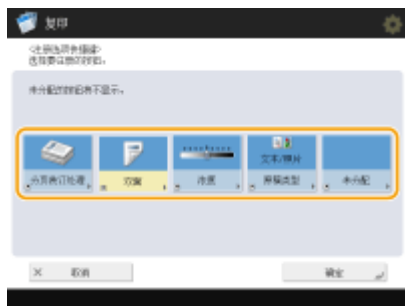 复印
<注册选项快捷键>
选择要注册的按钮。
未分配的按钮将不显示。
文本/照片
分页装订处理
双面
浓度
原稿类型
未分配
× 取消
确定